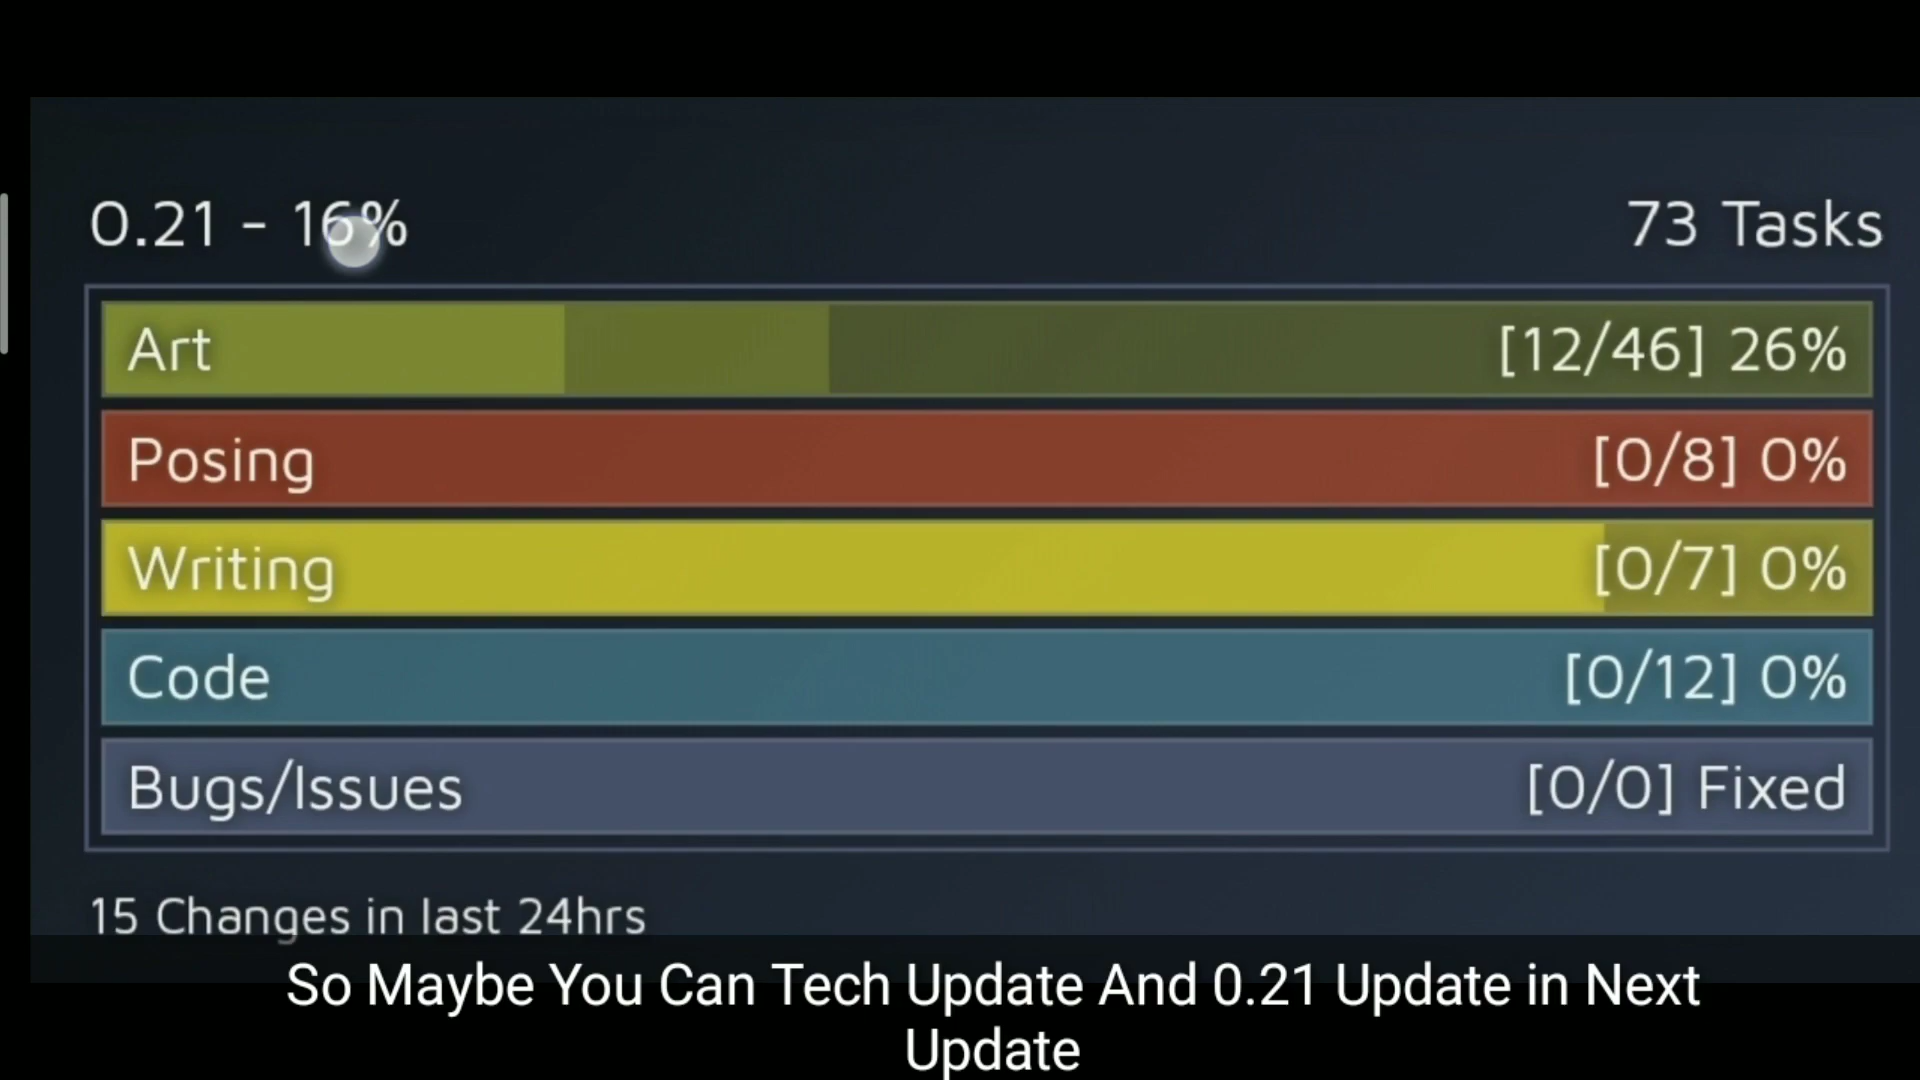 0.21 - 16%
73 Tasks
Art [12/46] 26%
Posing [0/8] 0%
Writing [0/7] 0%
Code [0/12] 0%
Bugs/Issues [0/0] Fixed
15 Changes in last 24hrs
So Maybe You Can Tech Update And 0.21 Update in Next
Update